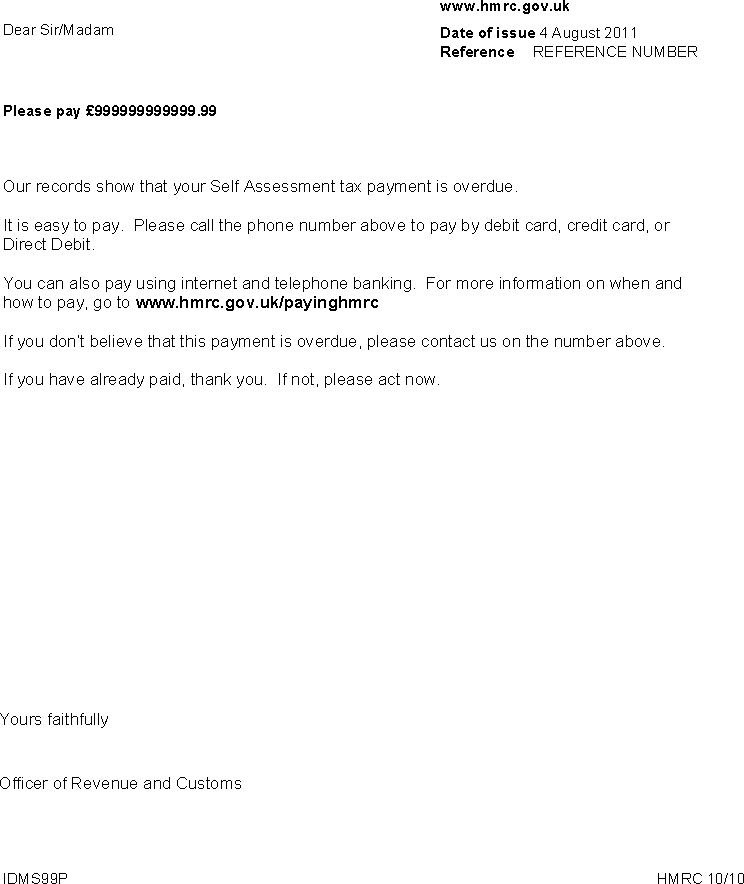 www.hmrc.gov.uk
Dear Sir/Madam
Date of issue 4 August 2011
Reference REFERENCE NUMBER
Please pay £999999999999.99
Our records show that your Self Assessment tax payment is overdue.
It is easy to pay.  Please call the phone number above to pay by debit card, credit card, or
Direct Debit.
You can also pay using internet and telephone banking.  For more information on when and
how to pay, go to www.hmrc.gov.uk/payinghmrc
If you don't believe that this payment is overdue, please contact us on the number above.
If you have already paid, thank you.  If not, please act now.
Yours faithfully
Officer of Revenue and Customs
IDMS99P
HMRC 10/10